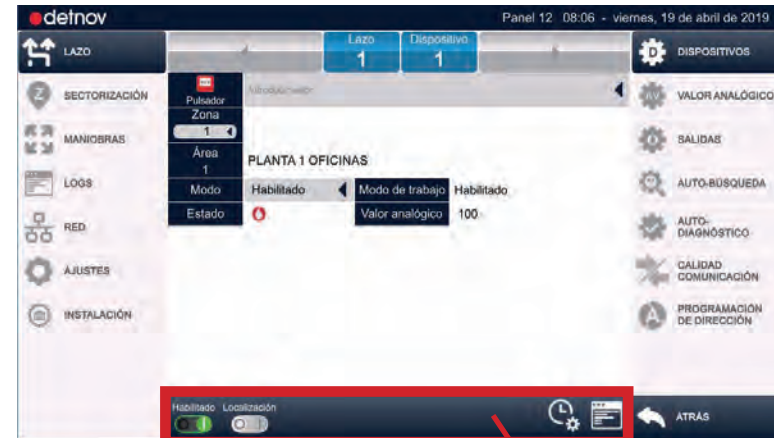 detnov
Panel 12 08:06 - viernes, 19 de abril de 2019
LAZO
Lazo
1
Dispositivo
1
DISPOSITIVOS
SECTORIZACIÓN
MANIOBRAS
LOGS
RED
AJUSTES
INSTALACIÓN
Pulsador
Zona
1
Área
1
PLANTA 1 OFICINAS
Modo
Habilitado
Modo de trabajo
Habilitado
Estado
Valor analógico
100
VALOR ANALÓGICO
SALIDAS
AUTO-BÚSQUEDA
AUTO-
DIAGNÓSTICO
CALIDAD
COMUNICACIÓN
PROGRAMACIÓN
DE DIRECCIÓN
Habilitado
Localización
ATRÁS